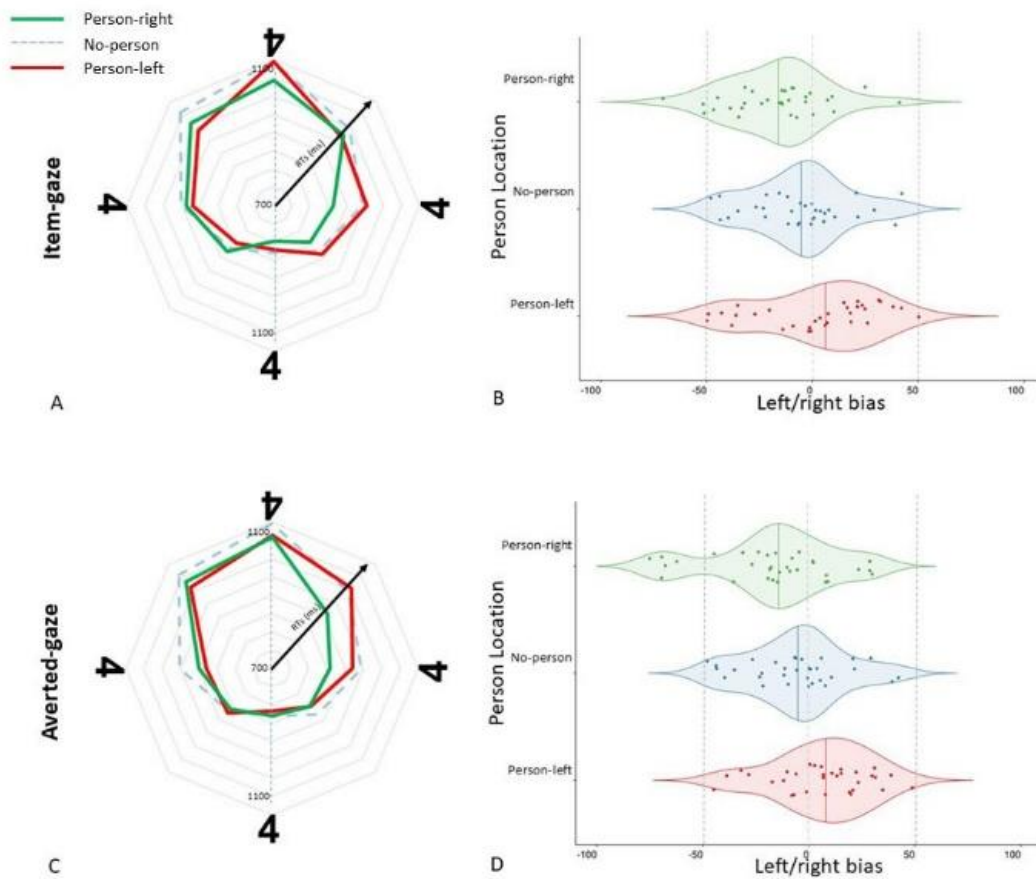 Person-right
No-person
Person-left
Item-gaze
4
1100
RTs (ms)
700
4
4
1100
4
A
Person Location
Person-right
No-person
Person-left
-100
-50
0
50
100
Left/right bias
B
Averted-gaze
4
1100
RTs (ms)
700
4
4
1100
4
C
Person Location
Person-right
No-person
Person-left
-100
-50
0
50
100
Left/right bias
D